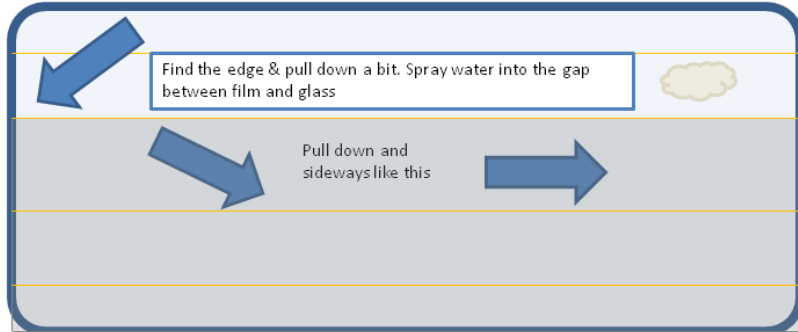 Find the edge & pull down a bit. Spray water into the gap
between film and glass
Pull down and
sideways like this